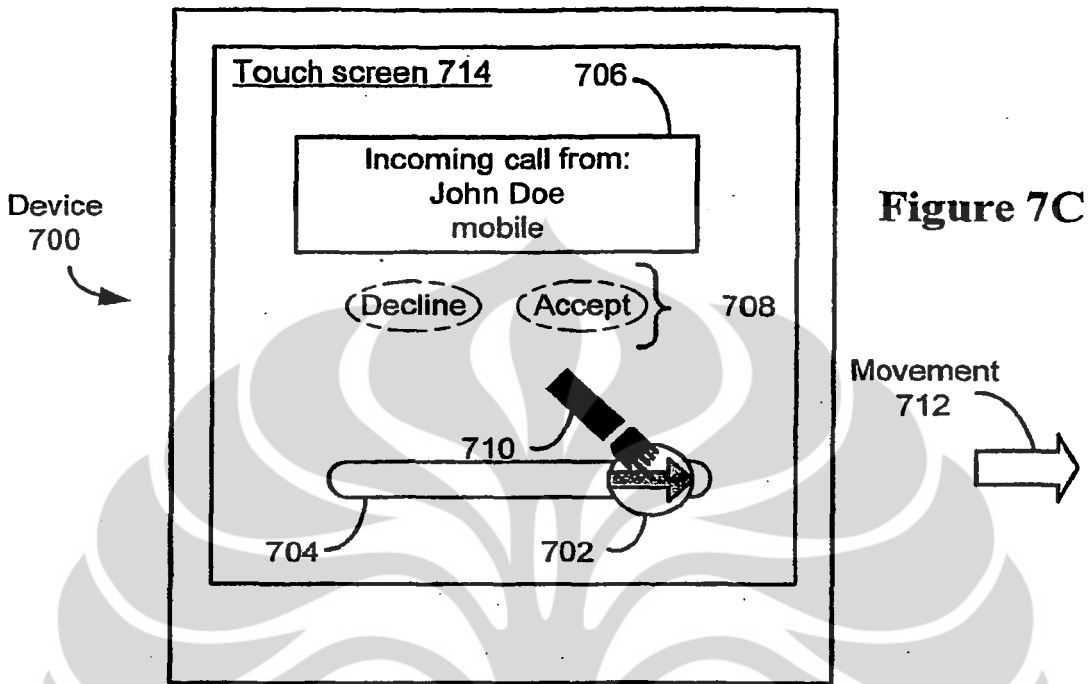 Touch screen 714
706
Incoming call from:
John Doe
mobile
Device
700
Figure 7C
Decline
Accept
708
Movement
712
710
704
702